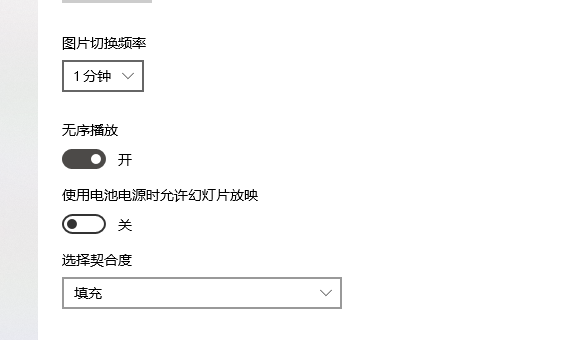 图片切换频率
1 分钟
无序播放
开
使用电池电源时允许幻灯片放映
关
选择契合度
填充